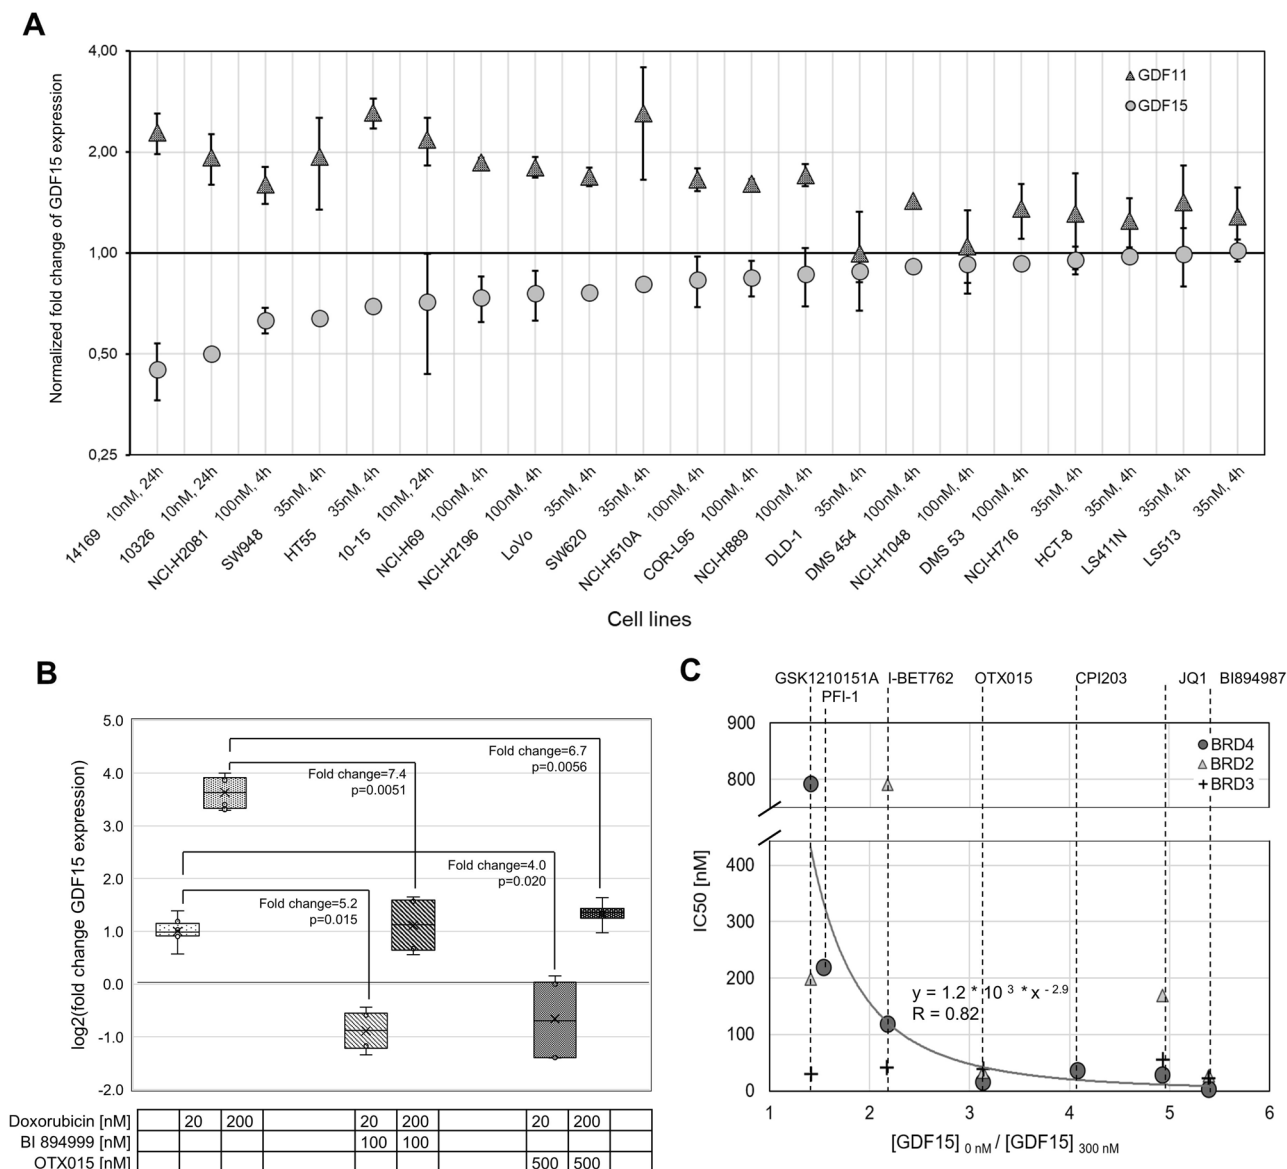 A
Normalized fold change of GDF15 expression
4,00
2,00
1,00
0,50
0,25
GDF11
GDF15
14169 10nM, 24h
10326 10nM, 24h
NCI-H2081 100nM, 4h
SW948 35nM, 4h
HT55 35nM, 4h
10-15 10nM, 24h
NCI-H69 100nM, 4h
NCI-H2196 100nM, 4h
LoVo 35nM, 4h
SW620 35nM, 4h
NCI-H510A 100nM, 4h
COR-L95 100nM, 4h
NCI-H889 100nM, 4h
DLD-1 35nM, 4h
DMS 454 100nM, 4h
NCI-H1048 100nM, 4h
DMS 53 100nM, 4h
NCI-H716 35nM, 4h
HCT-8 35nM, 4h
LS411N 35nM, 4h
LS513 35nM, 4h
Cell lines
B
log2(fold change GDF15 expression)
5.0
4.0
3.0
2.0
1.0
0.0
-1.0
-2.0
Fold change=6.7
p=0.0056
Fold change=7.4
p=0.0051
Fold change=4.0
p=0.020
Fold change=5.2
p=0.015
Doxorubicin [nM] 20 200 20 200 20 200
BI 894999 [nM] 100 100
OTX015 [nM] 500 500
C
GSK1210151A I-BET762 OTX015 CPI203 JQ1 BI894987
PFI-1
IC50 [nM]
900
800
400
300
200
100
0
BRD4
BRD2
BRD3
y = 1.2 * 10 3 * x - 2.9
R = 0.82
1 2 3 4 5 6
[GDF15] 0 nM / [GDF15] 300 nM